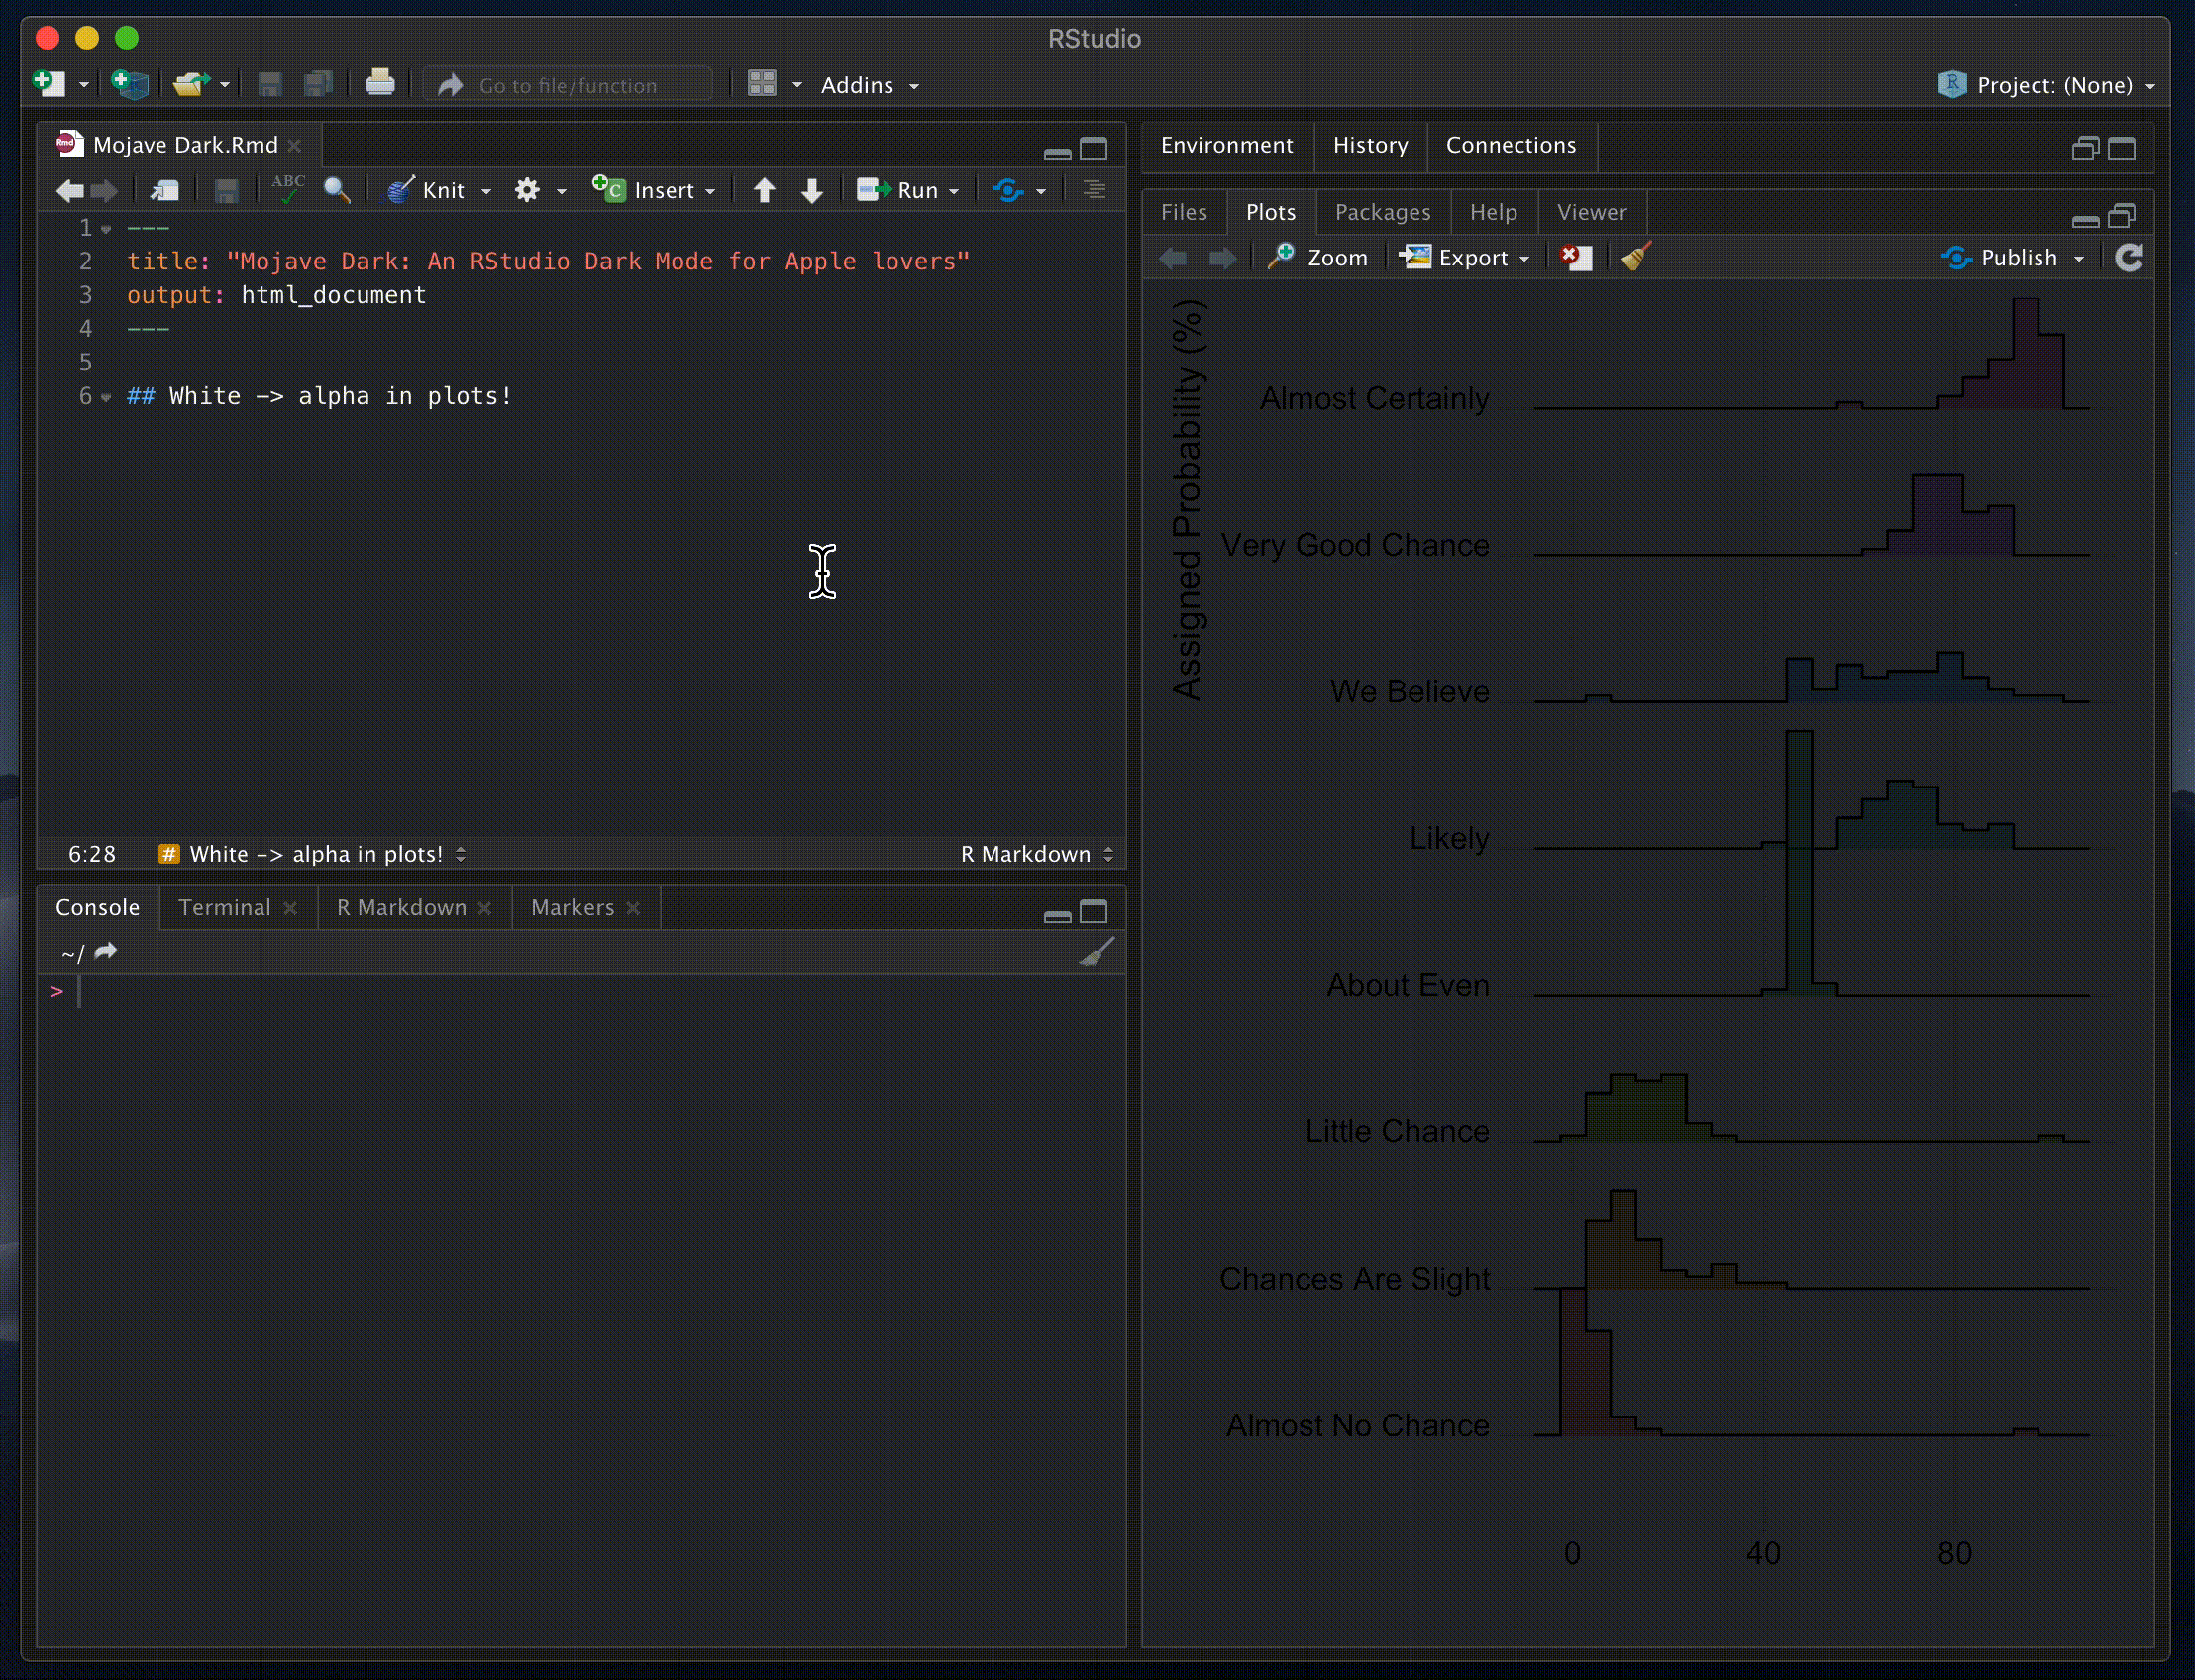 RStudio
Go to file/function
Addins
Project: (None)
Mojave Dark.Rmd
ABC
Knit
Insert
Run
1 ---
2 title: "Mojave Dark: An RStudio Dark Mode for Apple lovers"
3 output: html_document
4 ---
5
6 ## White -> alpha in plots!
6:28
# White -> alpha in plots!
R Markdown
Console
Terminal
R Markdown
Markers
~/
>
Environment
History
Connections
Files
Plots
Packages
Help
Viewer
Zoom
Export
Publish
Assigned Probability (%)
Almost Certainly
Very Good Chance
We Believe
Likely
About Even
Little Chance
Chances Are Slight
Almost No Chance
0 40 80